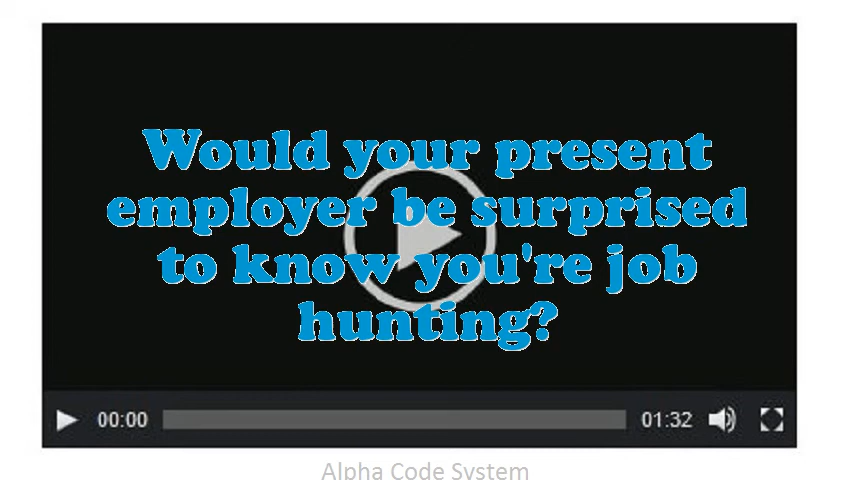 Would your present
employer be surprised
to know you're job
hunting?
00:00 01:32
Alpha Code System